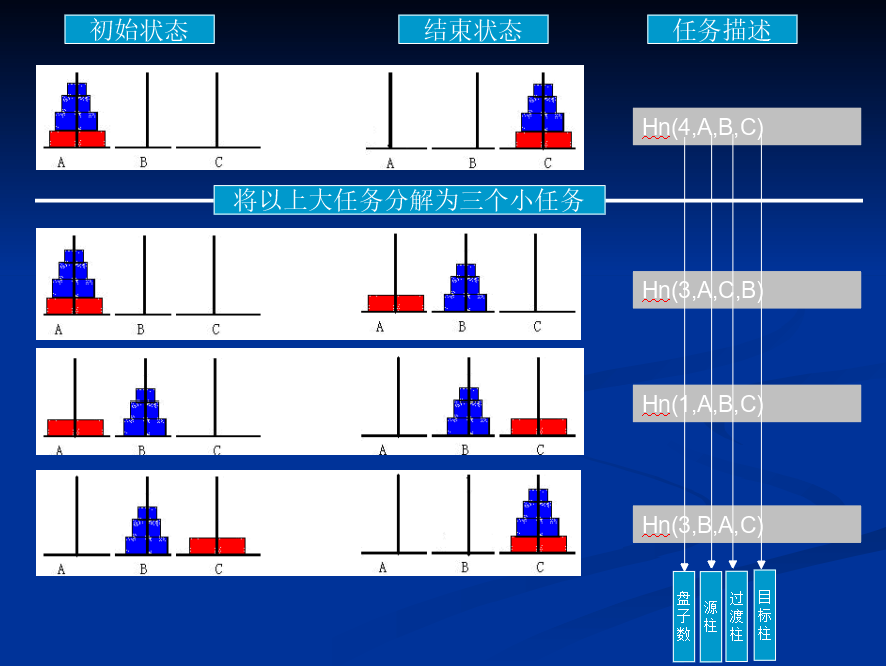 初始状态 结束状态 任务描述
A B C A B C Hn(4,A,B,C)
将以上大任务分解为三个小任务
A B C A B C Hn(3,A,C,B)
A B C A B C Hn(1,A,B,C)
A B C A B C Hn(3,B,A,C)
盘子数
源柱
过渡柱
目标柱